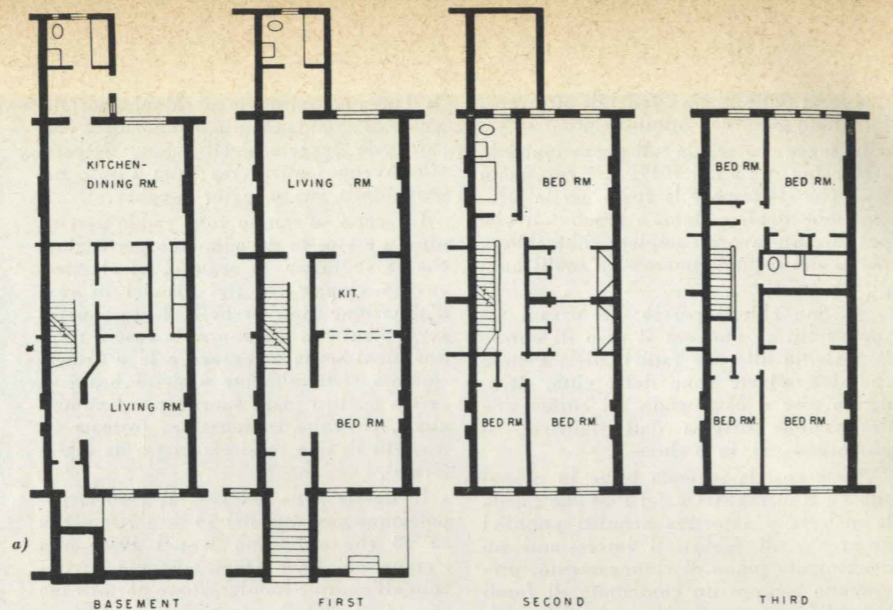 KITCHEN-
DINING RM.
LIVING RM.
a)
BASEMENT
LIVING RM.
KIT.
BED RM.
FIRST
BED RM.
BED RM.
BED RM.
SECOND
BED RM.
BED RM.
BED RM.
BED RM.
THIRD